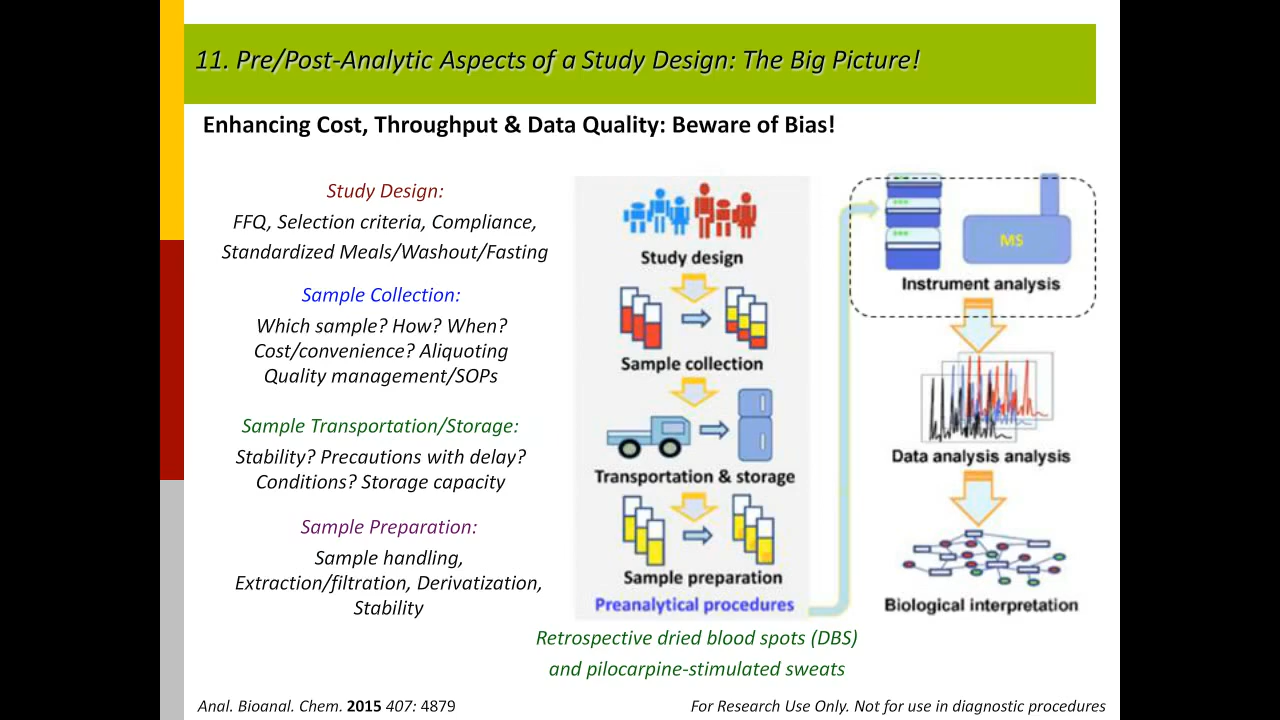 11. Pre/Post-Analytic Aspects of a Study Design: The Big Picture!
Enhancing Cost, Throughput & Data Quality: Beware of Bias!
Study Design:
FFQ, Selection criteria, Compliance,
Standardized Meals/Washout/Fasting
Sample Collection:
Which sample? How? When?
Cost/convenience? Aliquoting
Quality management/SOPs
Sample Transportation/Storage:
Stability? Precautions with delay?
Conditions? Storage capacity
Sample Preparation:
Sample handling,
Extraction/filtration, Derivatization,
Stability
Study design
Sample collection
Transportation & storage
Sample preparation
Preanalytical procedures
MS
Instrument analysis
Data analysis analysis
Biological interpretation
Retrospective dried blood spots (DBS)
and pilocarpine-stimulated sweats
Anal. Bioanal. Chem. 2015 407: 4879
For Research Use Only. Not for use in diagnostic procedures